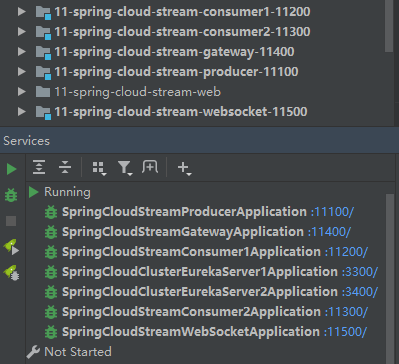 11-spring-cloud-stream-consumer1-11200
11-spring-cloud-stream-consumer2-11300
11-spring-cloud-stream-gateway-11400
11-spring-cloud-stream-producer-11100
11-spring-cloud-stream-web
11-spring-cloud-stream-websocket-11500
Services
Running
SpringCloudStreamProducerApplication :11100/
SpringCloudStreamGatewayApplication :11400/
SpringCloudStreamConsumer1Application :11200/
SpringCloudClusterEurekaServer1Application :3300/
SpringCloudClusterEurekaServer2Application :3400/
SpringCloudStreamConsumer2Application :11300/
SpringCloudStreamWebSocketApplication :11500/
Not Started